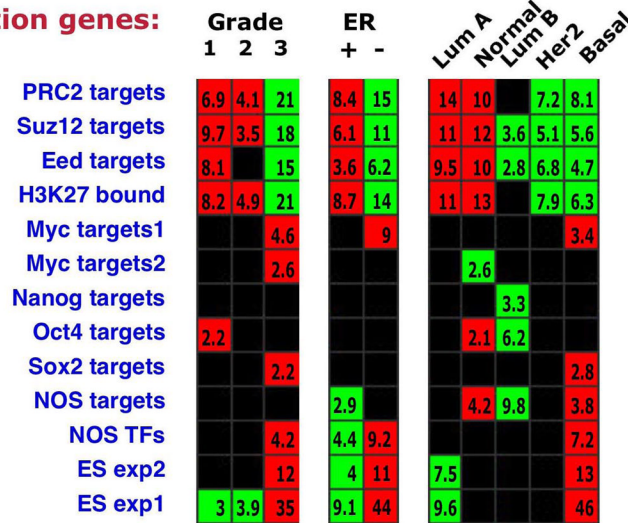 tion genes:
Grade ER
1 2 3 + - Lum A Normal Lum B Her2 Basal
PRC2 targets 6.9 4.1 21 8.4 15 14 10 7.2 8.1
Suz12 targets 9.7 3.5 18 6.1 11 11 12 3.6 5.1 5.6
Eed targets 8.1 15 3.6 6.2 9.5 10 2.8 6.8 4.7
H3K27 bound 8.2 4.9 21 8.7 14 11 13 7.9 6.3
Myc targets1 4.6 9 3.4
Myc targets2 2.6 2.6
Nanog targets 3.3
Oct4 targets 2.2 2.1 6.2
Sox2 targets 2.2 2.8
NOS targets 2.9 4.2 9.8 3.8
NOS TFs 4.2 4.4 9.2 7.2
ES exp2 12 4 11 7.5 13
ES exp1 3 3.9 35 9.1 44 9.6 46